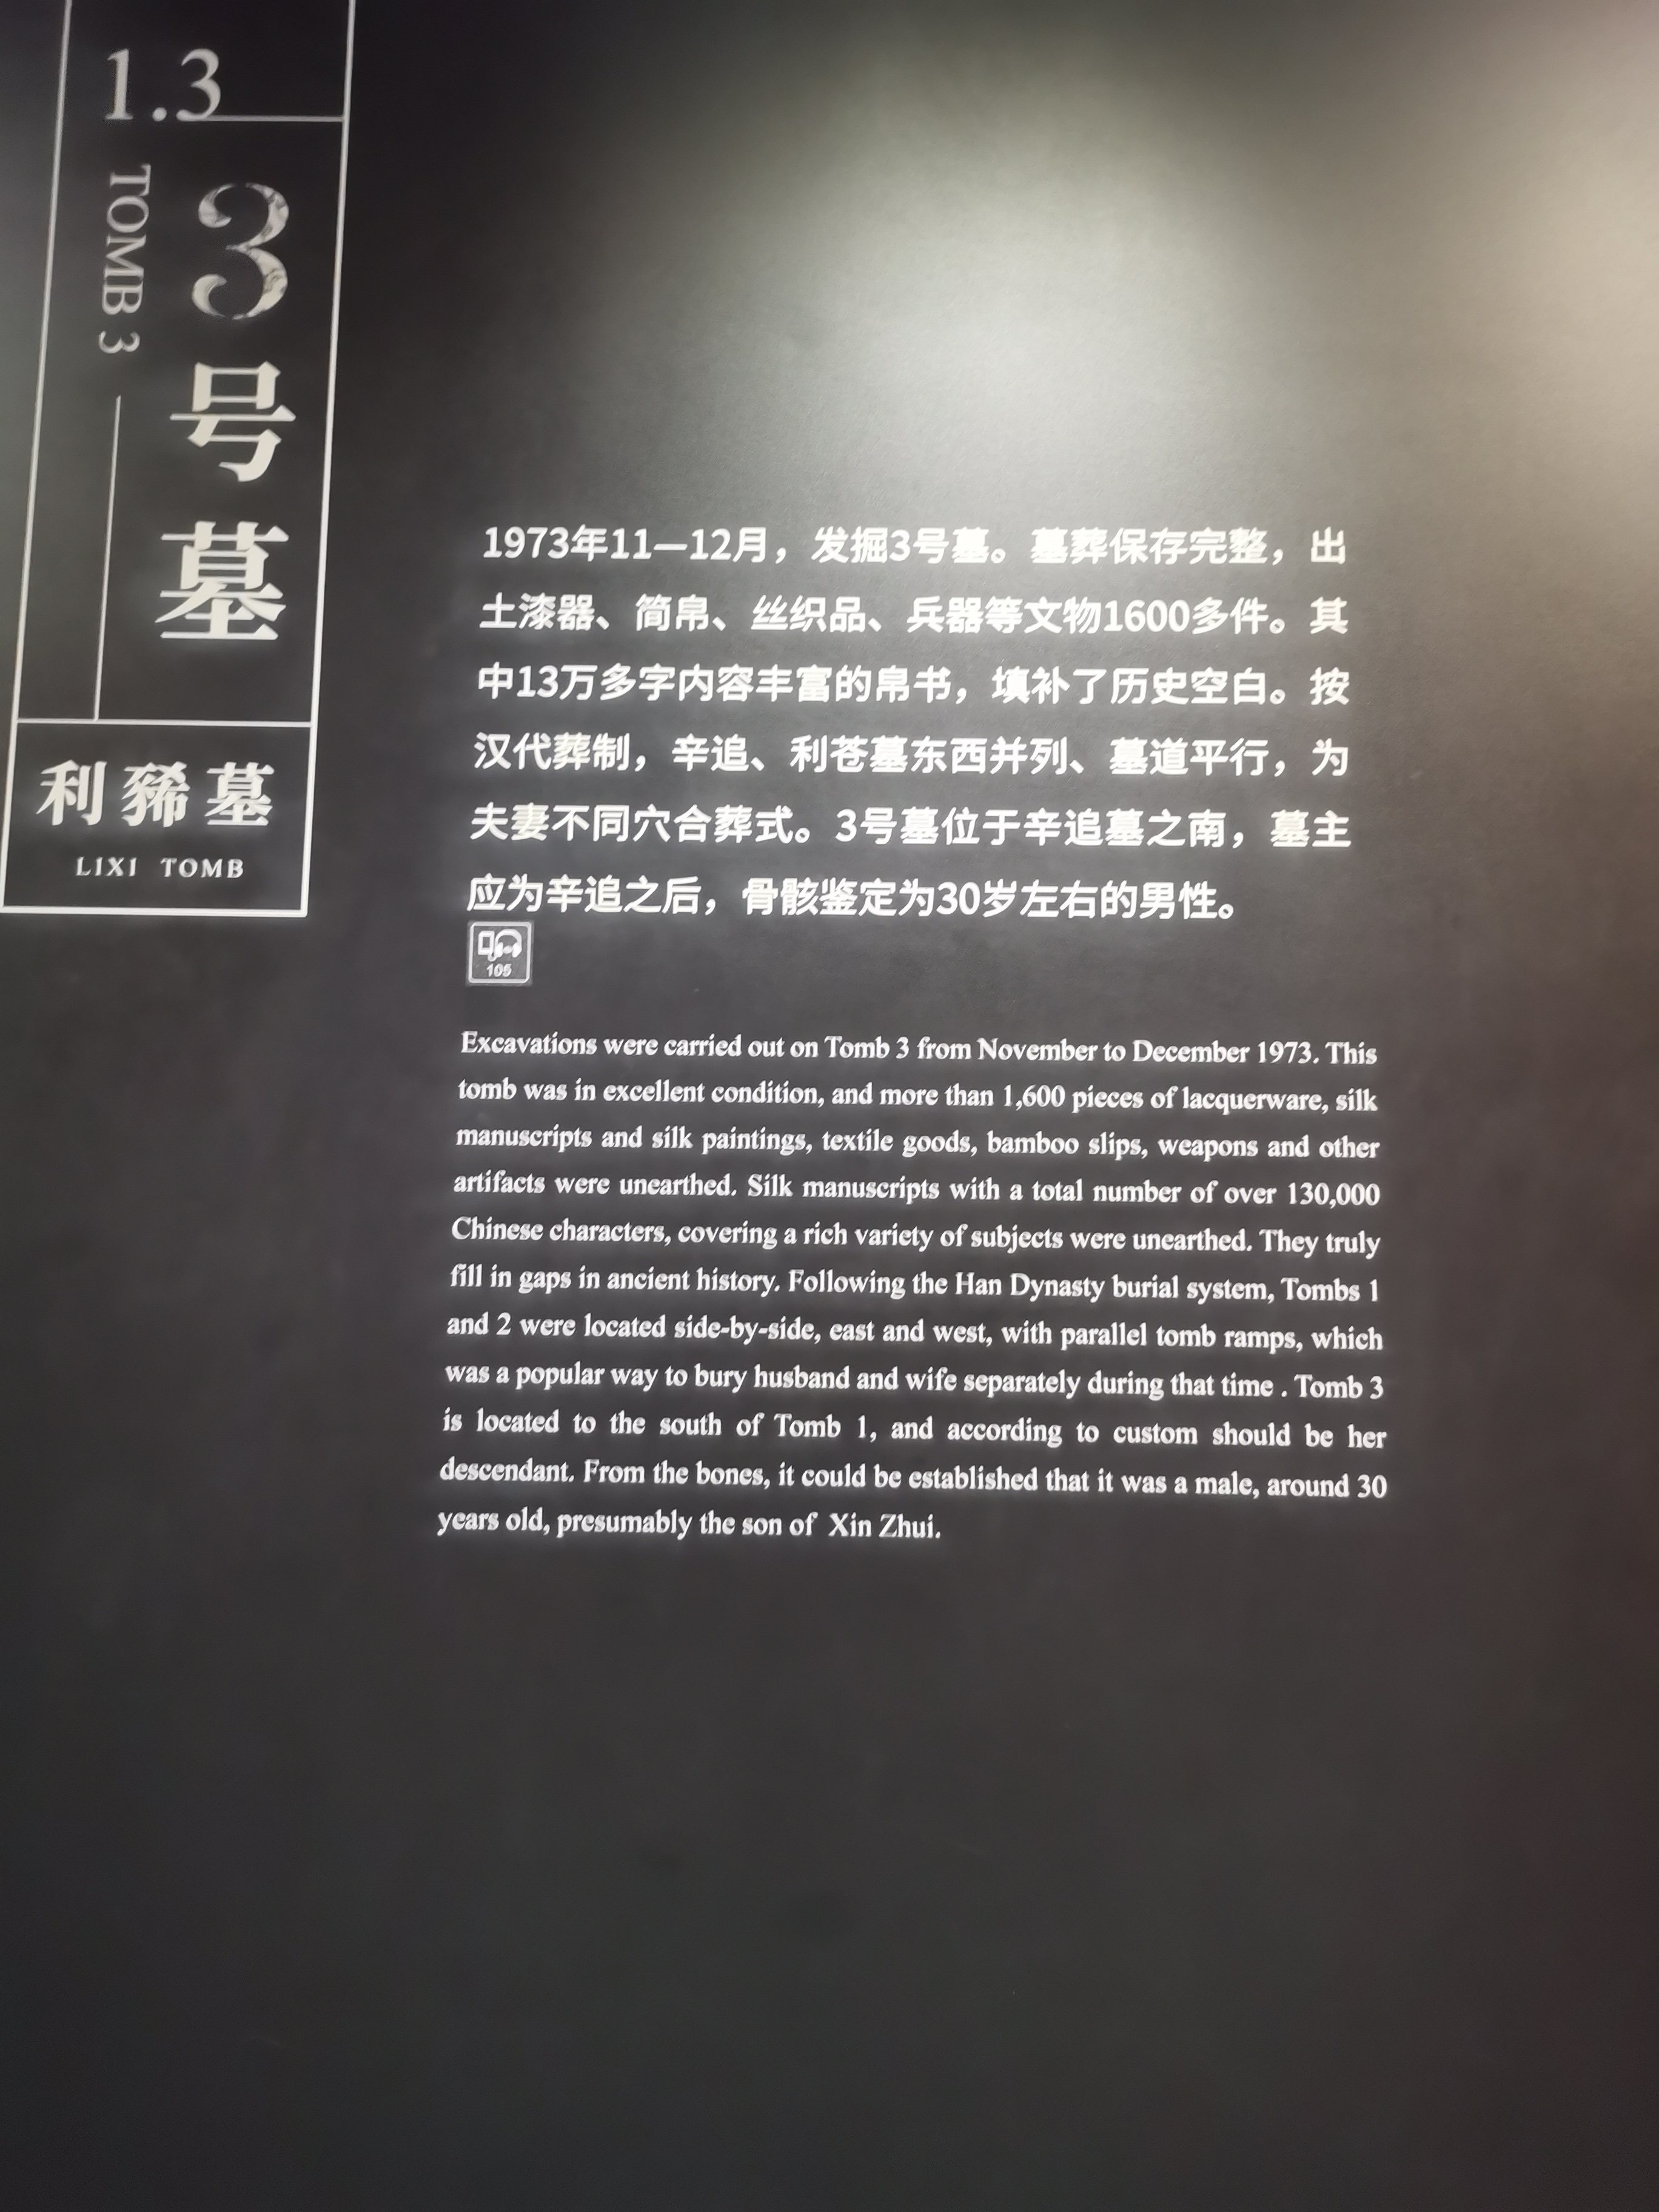 1.3
3号墓
TOMB 3
利豨墓
LIXI TOMB
1973年11—12月，发掘3号墓。墓葬保存完整，出
土漆器、简帛、丝织品、兵器等文物1600多件。其
中13万多字内容丰富的帛书，填补了历史空白。按
汉代葬制，辛追、利苍墓东西并列、墓道平行，为
夫妻不同穴合葬式。3号墓位于辛追墓之南，墓主
应为辛追之后，骨骸鉴定为30岁左右的男性。
105
Excavations were carried out on Tomb 3 from November to December 1973. This
tomb was in excellent condition, and more than 1,600 pieces of lacquerware, silk
manuscripts and silk paintings, textile goods, bamboo slips, weapons and other
artifacts were unearthed. Silk manuscripts with a total number of over 130,000
Chinese characters, covering a rich variety of subjects were unearthed. They truly
fill in gaps in ancient history. Following the Han Dynasty burial system, Tombs 1
and 2 were located side-by-side, east and west, with parallel tomb ramps, which
was a popular way to bury husband and wife separately during that time . Tomb 3
is located to the south of Tomb 1, and according to custom should be her
descendant. From the bones, it could be established that it was a male, around 30
years old, presumably the son of Xin Zhui.